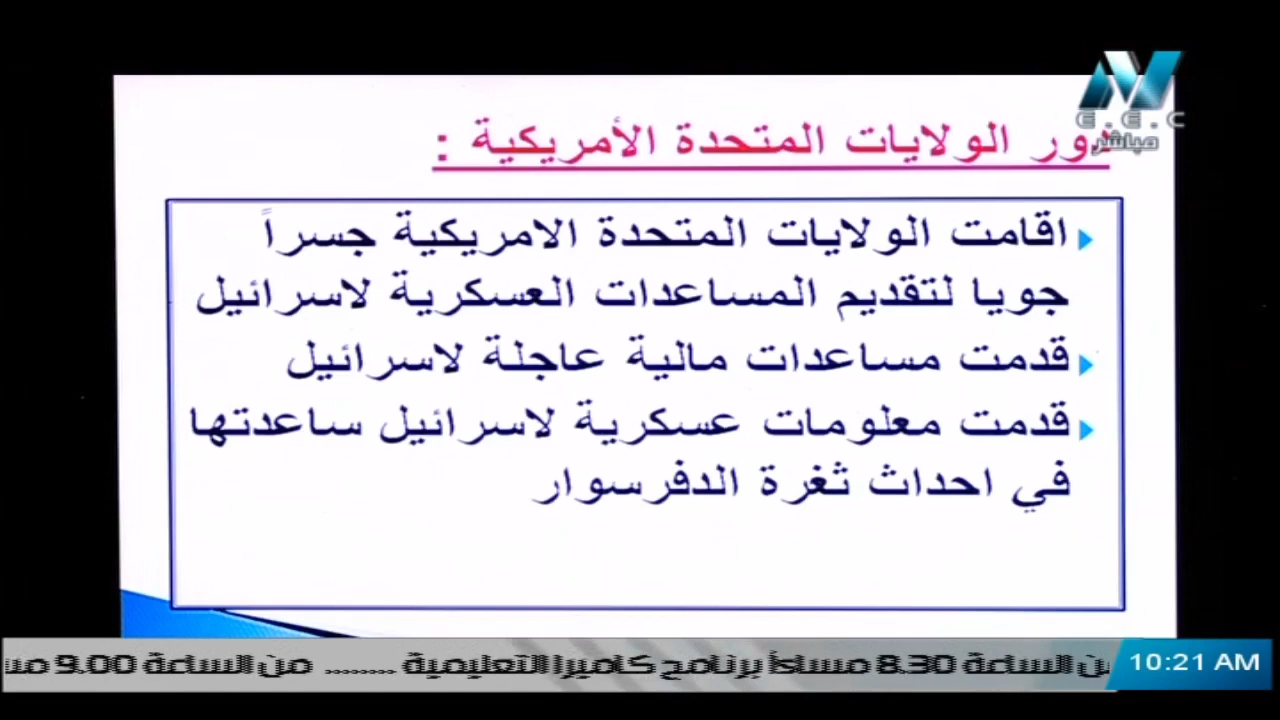 E.E.C
مباشر
دور الولايات المتحدة الأمريكية :
اقامت الولايات المتحدة الامريكية جسراً
جويا لتقديم المساعدات العسكرية لاسرائيل
قدمت مساعدات مالية عاجلة لاسرائيل
قدمت معلومات عسكرية لاسرائيل ساعدتها
في احداث ثغرة الدفرسوار
الساعة 8.30 مساءاً برنامج كاميرا التعليمية ........ من الساعة 9.00
10:21 AM